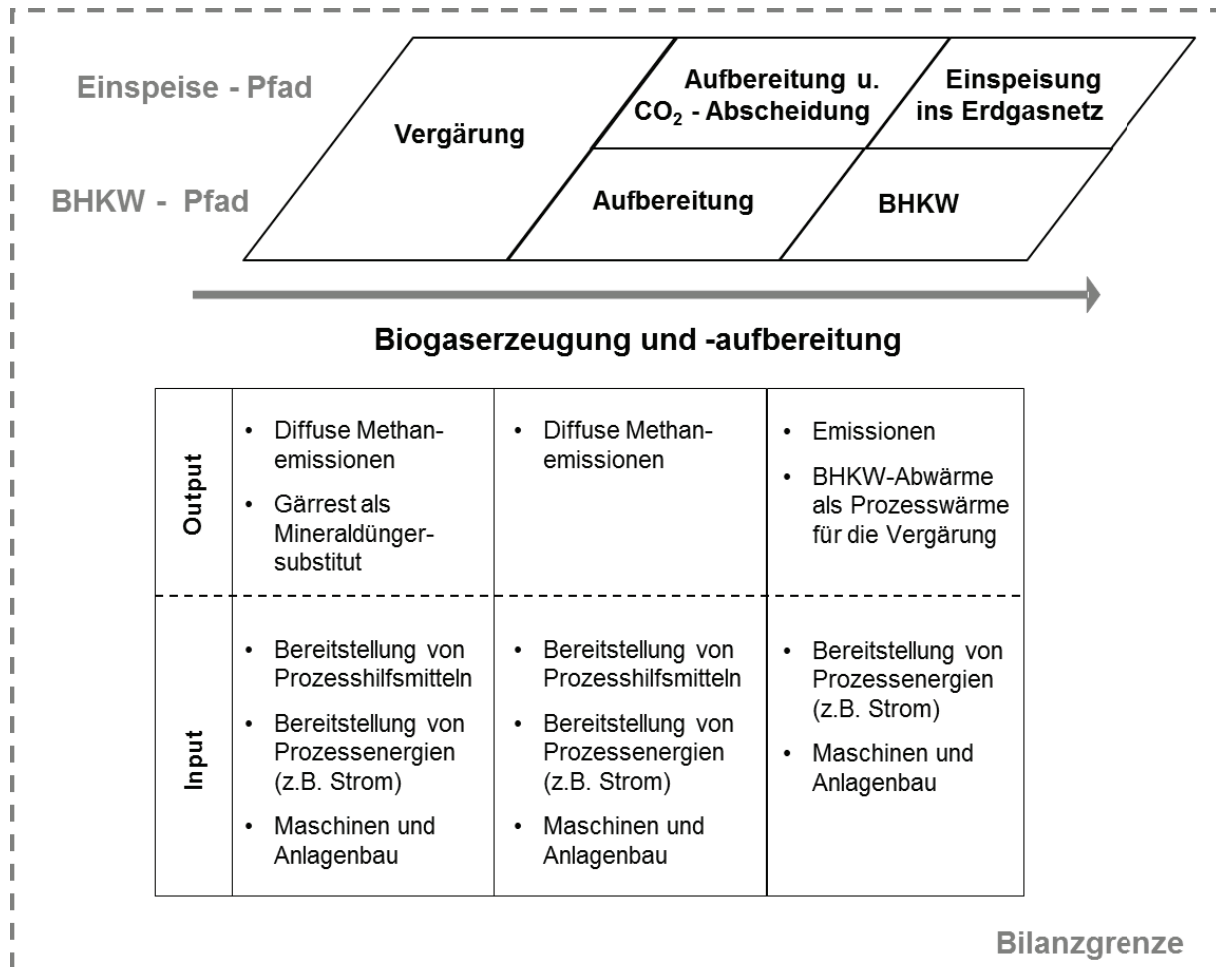 Einspeise - Pfad
Vergärung
Aufbereitung u.
CO₂ - Abscheidung
Einspeisung
ins Erdgasnetz
BHKW - Pfad
Aufbereitung
BHKW
Biogaserzeugung und -aufbereitung
Output
• Diffuse Methan-
emissionen
• Gärrest als
Mineraldünger-
substitut
• Diffuse Methan-
emissionen
• Emissionen
• BHKW-Abwärme
als Prozesswärme
für die Vergärung
Input
• Bereitstellung von
Prozesshilfsmitteln
• Bereitstellung von
Prozessenergien
(z.B. Strom)
• Maschinen und
Anlagenbau
• Bereitstellung von
Prozesshilfsmitteln
• Bereitstellung von
Prozessenergien
(z.B. Strom)
• Maschinen und
Anlagenbau
• Bereitstellung von
Prozessenergien
(z.B. Strom)
• Maschinen und
Anlagenbau
Bilanzgrenze